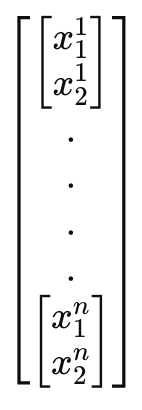 [[x_1^1
x_2^1]
.
.
.
.
[x_1^n
x_2^n]]